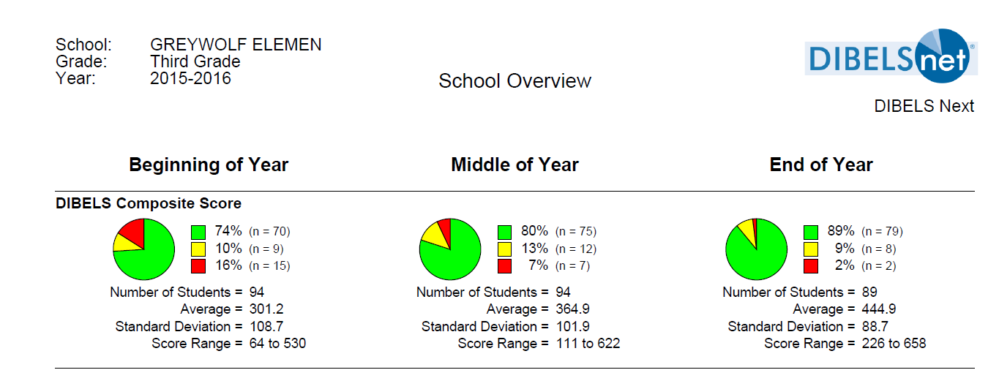 School: GREYWOLF ELEMEN
Grade: Third Grade
Year: 2015-2016
School Overview
DIBELSnet®
DIBELS Next
Beginning of Year Middle of Year End of Year
DIBELS Composite Score
74% (n = 70) 80% (n = 75) 89% (n = 79)
10% (n = 9) 13% (n = 12) 9% (n = 8)
16% (n = 15) 7% (n = 7) 2% (n = 2)
Number of Students = 94 Number of Students = 94 Number of Students = 89
Average = 301.2 Average = 364.9 Average = 444.9
Standard Deviation = 108.7 Standard Deviation = 101.9 Standard Deviation = 88.7
Score Range = 64 to 530 Score Range = 111 to 622 Score Range = 226 to 658